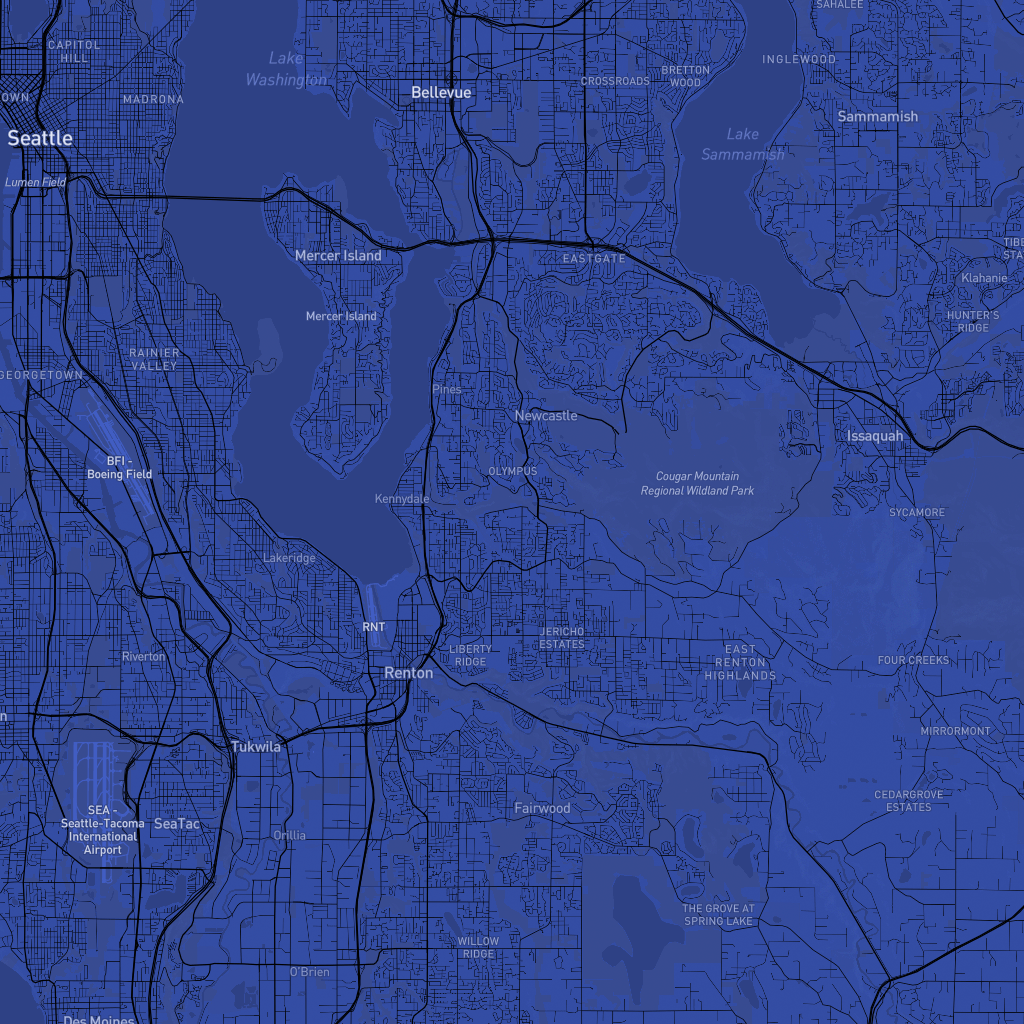 SAHALEE
CAPITOL
HILL
Lake
Washington
INGLEWOOD
BRETTON
WOOD
CROSSROADS
Bellevue
OWN
MADRONA
Sammamish
Seattle
Lake
Sammamish
Lumen Field
Mercer Island
EASTGATE
TIBE
STA
Klahanie
Mercer Island
HUNTER'S
RIDGE
RAINIER
VALLEY
GEORGETOWN
Pines
Newcastle
Issaquah
BFI -
Boeing Field
OLYMPUS
Cougar Mountain
Regional Wildland Park
Kennydale
SYCAMORE
Lakeridge
RNT
JERICHO
ESTATES
Riverton
LIBERTY
RIDGE
EAST
RENTON
HIGHLANDS
FOUR CREEKS
Renton
n
Tukwila
MIRRORMONT
CEDARGROVE
ESTATES
SEA -
Seattle-Tacoma
International
Airport
SeaTac
Fairwood
Orillia
THE GROVE AT
SPRING LAKE
WILLOW
RIDGE
O'Brien
Des Moines